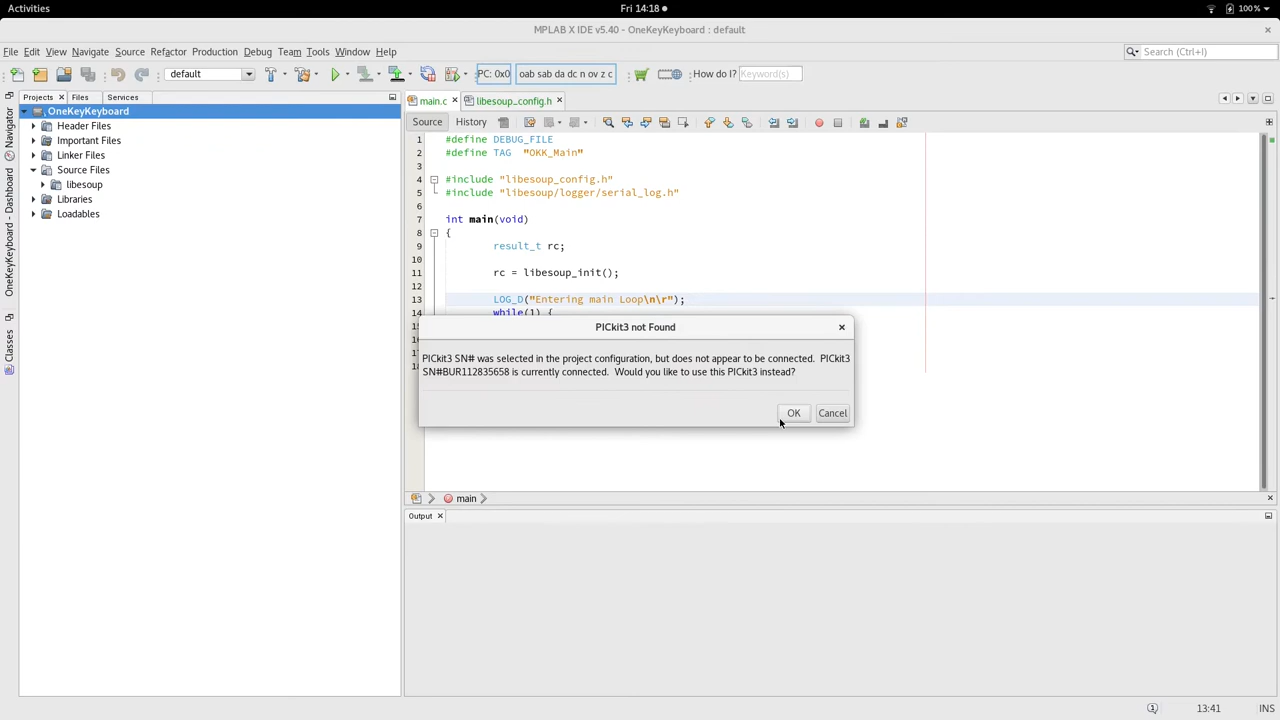 Activities
Fri 14:18
100%
MPLAB X IDE v5.40 - OneKeyKeyboard : default
File Edit View Navigate Source Refactor Production Debug Team Tools Window Help
Search (Ctrl+I)
default
PC: 0x0
oab sab da dc n ov z c
How do I?
Keyword(s)
Projects
Files
Services
main.c
libesoup_config.h
Source
History
Navigator
OneKeyKeyboard - Dashboard
Classes
OneKeyKeyboard
Header Files
Important Files
Linker Files
Source Files
libesoup
Libraries
Loadables
1 #define DEBUG_FILE
2 #define TAG "OKK_Main"
3
4 #include "libesoup_config.h"
5 #include "libesoup/logger/serial_log.h"
6
7 int main(void)
8 {
9 result_t rc;
10
11 rc = libesoup_init();
12
13 LOG_D("Entering main Loop\n\r");
14 while(1) {
PICkit3 not Found
PICkit3 SN# was selected in the project configuration, but does not appear to be connected. PICkit3
SN#BUR112835658 is currently connected. Would you like to use this PICkit3 instead?
OK
Cancel
main
Output
1
13:41
INS